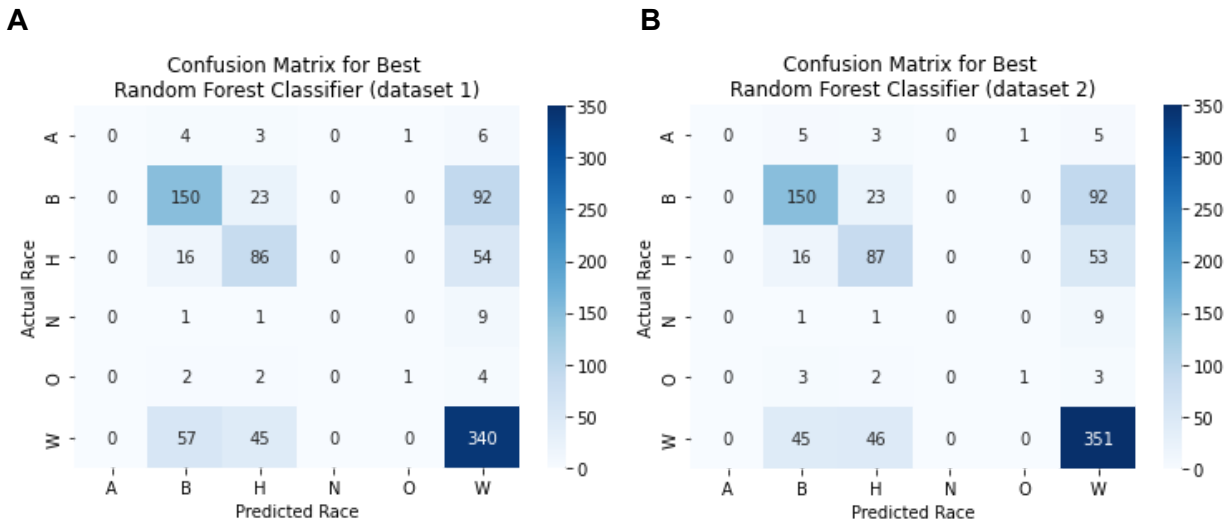 A
Confusion Matrix for Best
Random Forest Classifier (dataset 1)
A 0 4 3 0 1 6
B 0 150 23 0 0 92
H 0 16 86 0 0 54
N 0 1 1 0 0 9
O 0 2 2 0 1 4
W 0 57 45 0 0 340
A B H N O W
Predicted Race
Actual Race
350
300
250
200
150
100
50
0
B
Confusion Matrix for Best
Random Forest Classifier (dataset 2)
A 0 5 3 0 1 5
B 0 150 23 0 0 92
H 0 16 87 0 0 53
N 0 1 1 0 0 9
O 0 3 2 0 1 3
W 0 45 46 0 0 351
A B H N O W
Predicted Race
Actual Race
350
300
250
200
150
100
50
0